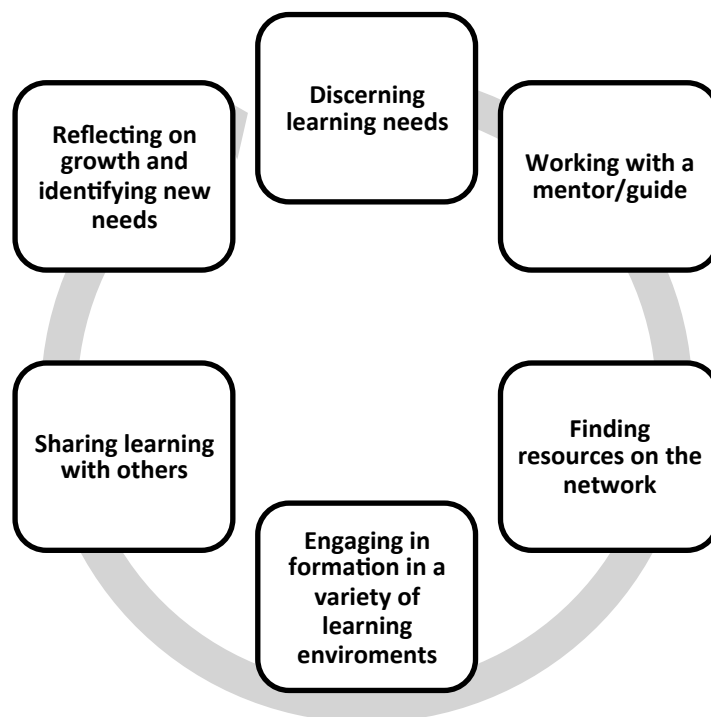 Discerning
learning needs
Working with a
mentor/guide
Finding
resources on the
network
Engaging in
formation in a
variety of
learning
enviroments
Sharing learning
with others
Reflecting on
growth and
identifying new
needs